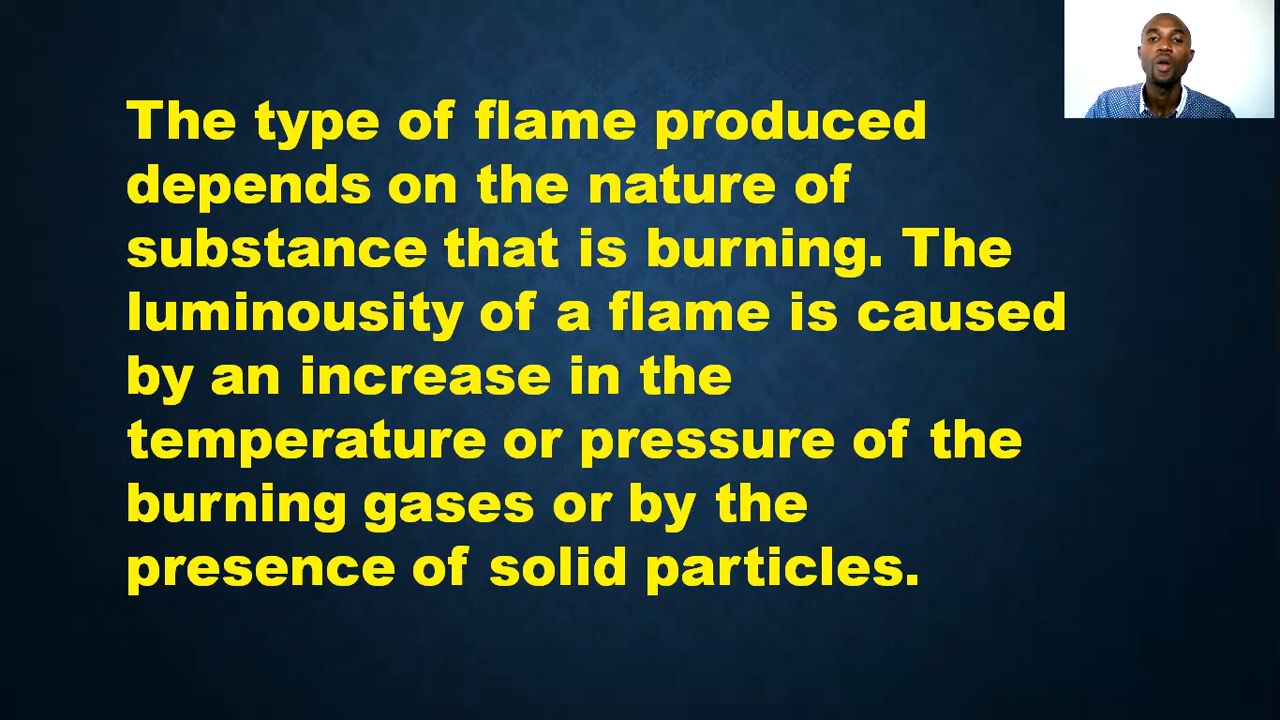 The type of flame produced
depends on the nature of
substance that is burning. The
luminousity of a flame is caused
by an increase in the
temperature or pressure of the
burning gases or by the
presence of solid particles.